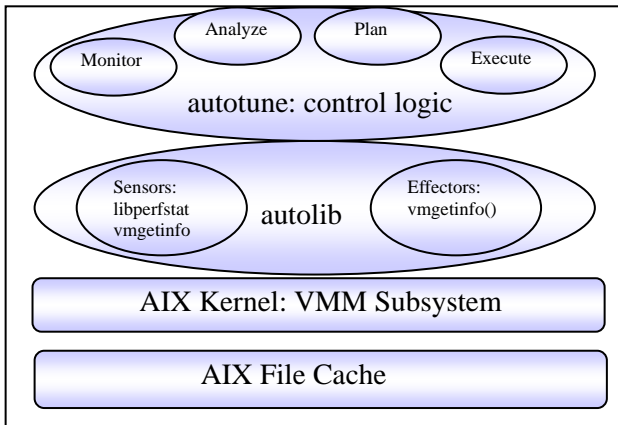 Analyze
Plan
Monitor
Execute
autotune: control logic
Sensors:
libperfstat
vmgetinfo
autolib
Effectors:
vmgetinfo()
AIX Kernel: VMM Subsystem
AIX File Cache